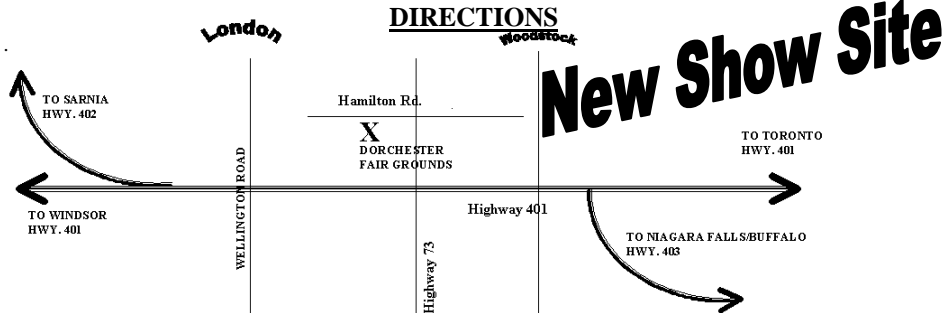 DIRECTIONS
London
Woodstock
New Show Site
TO SARNIA
HWY. 402
Hamilton Rd.
X
DORCHESTER
FAIR GROUNDS
TO TORONTO
HWY. 401
WELLINGTON ROAD
TO WINDSOR
HWY. 401
Highway 401
Highway 73
TO NIAGARA FALLS/BUFFALO
HWY. 403